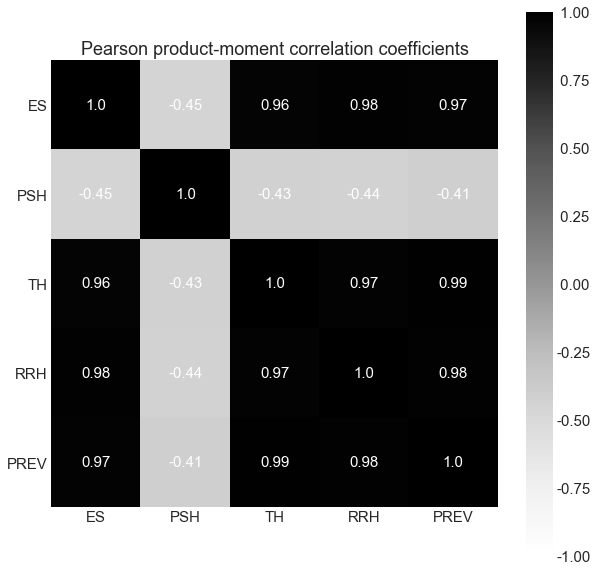 Pearson product-moment correlation coefficients
ES 1.0 -0.45 0.96 0.98 0.97
PSH -0.45 1.0 -0.43 -0.44 -0.41
TH 0.96 -0.43 1.0 0.97 0.99
RRH 0.98 -0.44 0.97 1.0 0.98
PREV 0.97 -0.41 0.99 0.98 1.0
ES PSH TH RRH PREV
1.00
0.75
0.50
0.25
0.00
-0.25
-0.50
-0.75
-1.00